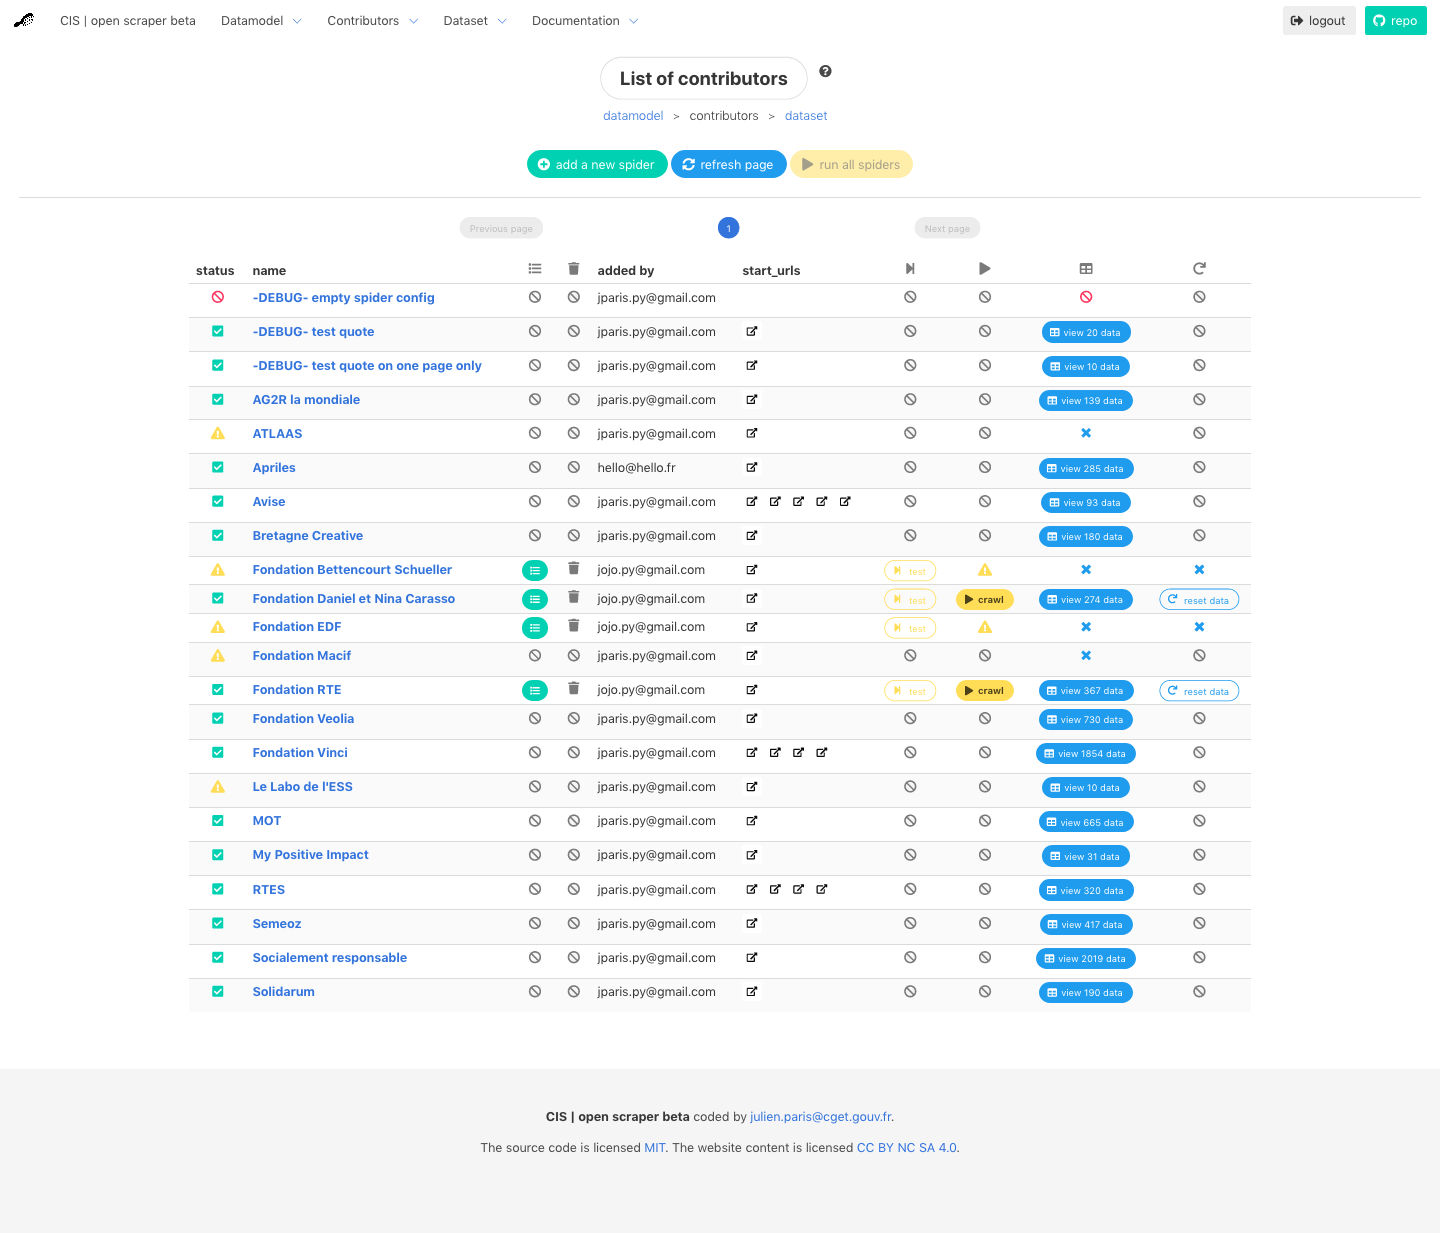 CIS | open scraper beta Datamodel Contributors Dataset Documentation logout repo
List of contributors
datamodel > contributors > dataset
add a new spider refresh page run all spiders
Previous page 1 Next page
status name added by start_urls
-DEBUG- empty spider config jparis.py@gmail.com
-DEBUG- test quote jparis.py@gmail.com view 20 data
-DEBUG- test quote on one page only jparis.py@gmail.com view 10 data
AG2R la mondiale jparis.py@gmail.com view 139 data
ATLAAS jparis.py@gmail.com
Apriles hello@hello.fr view 285 data
Avise jparis.py@gmail.com view 93 data
Bretagne Creative jparis.py@gmail.com view 180 data
Fondation Bettencourt Schueller jojo.py@gmail.com test
Fondation Daniel et Nina Carasso jojo.py@gmail.com test crawl view 274 data reset data
Fondation EDF jojo.py@gmail.com test
Fondation Macif jparis.py@gmail.com
Fondation RTE jojo.py@gmail.com test crawl view 367 data reset data
Fondation Veolia jparis.py@gmail.com view 730 data
Fondation Vinci jparis.py@gmail.com view 1854 data
Le Labo de l'ESS jparis.py@gmail.com view 10 data
MOT jparis.py@gmail.com view 665 data
My Positive Impact jparis.py@gmail.com view 31 data
RTES jparis.py@gmail.com view 320 data
Semeoz jparis.py@gmail.com view 417 data
Socialement responsable jparis.py@gmail.com view 2019 data
Solidarum jparis.py@gmail.com view 190 data
CIS | open scraper beta coded by julien.paris@cget.gouv.fr.
The source code is licensed MIT. The website content is licensed CC BY NC SA 4.0.